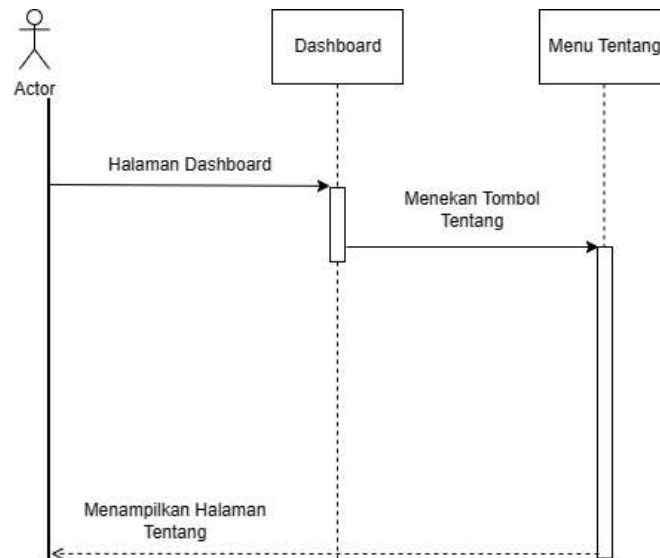 Dashboard
Menu Tentang
Actor
Halaman Dashboard
Menekan Tombol
Tentang
Menampilkan Halaman
Tentang